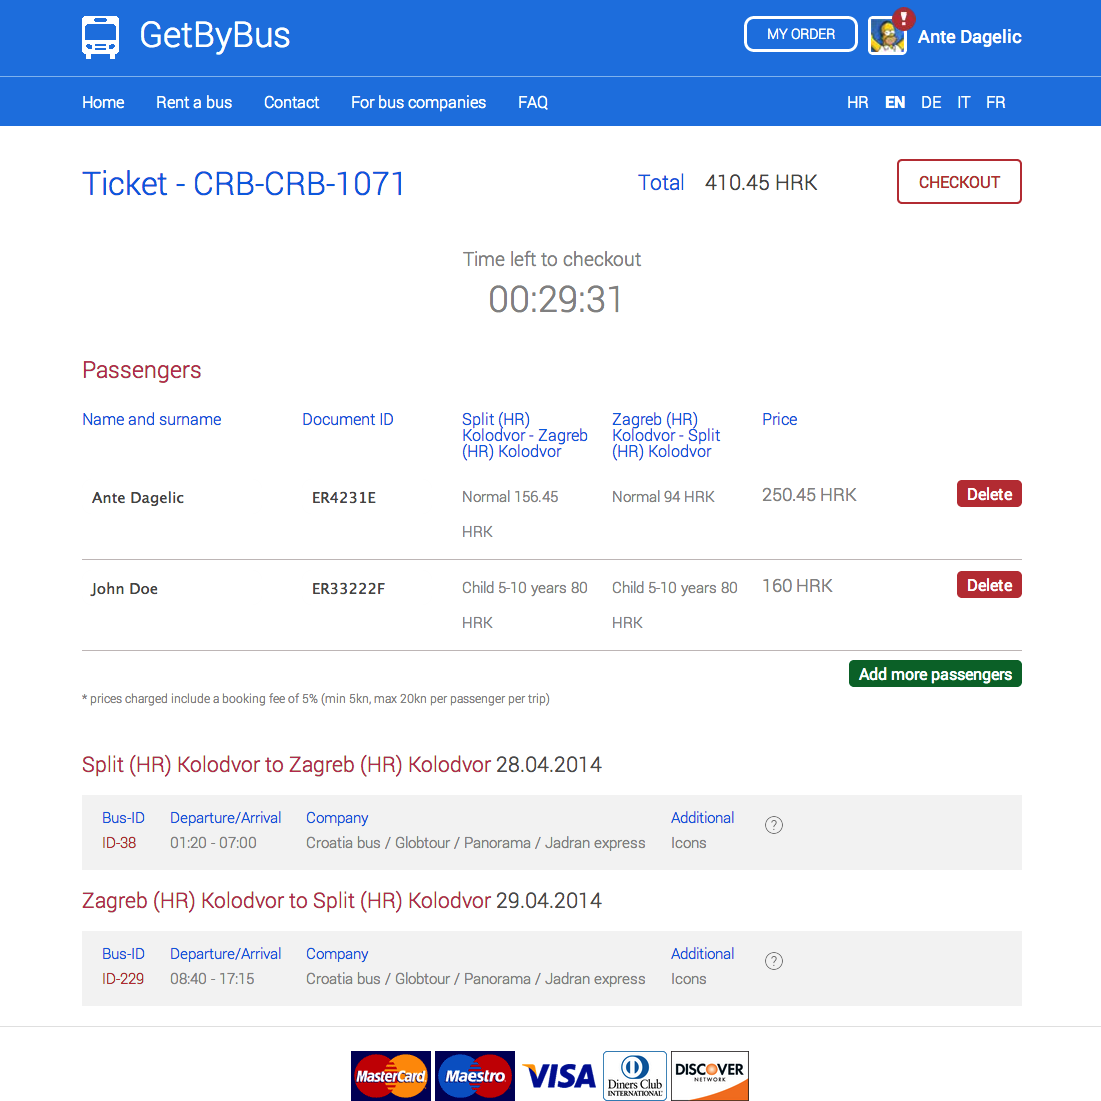 GetByBus
MY ORDER
!
Ante Dagelic
Home Rent a bus Contact For bus companies FAQ
HR EN DE IT FR
Ticket - CRB-CRB-1071
Total 410.45 HRK
CHECKOUT
Time left to checkout
00:29:31
Passengers
Name and surname
Document ID
Split (HR)
Kolodvor - Zagreb
(HR) Kolodvor
Zagreb (HR)
Kolodvor - Split
(HR) Kolodvor
Price
Ante Dagelic
ER4231E
Normal 156.45
HRK
Normal 94 HRK
250.45 HRK
Delete
John Doe
ER33222F
Child 5-10 years 80
HRK
Child 5-10 years 80
HRK
160 HRK
Delete
Add more passengers
* prices charged include a booking fee of 5% (min 5kn, max 20kn per passenger per trip)
Split (HR) Kolodvor to Zagreb (HR) Kolodvor 28.04.2014
Bus-ID Departure/Arrival Company Additional
?
ID-38 01:20 - 07:00 Croatia bus / Globtour / Panorama / Jadran express Icons
Zagreb (HR) Kolodvor to Split (HR) Kolodvor 29.04.2014
Bus-ID Departure/Arrival Company Additional
?
ID-229 08:40 - 17:15 Croatia bus / Globtour / Panorama / Jadran express Icons
MasterCard
Maestro
VISA
Diners Club
INTERNATIONAL
DISCOVER
NETWORK